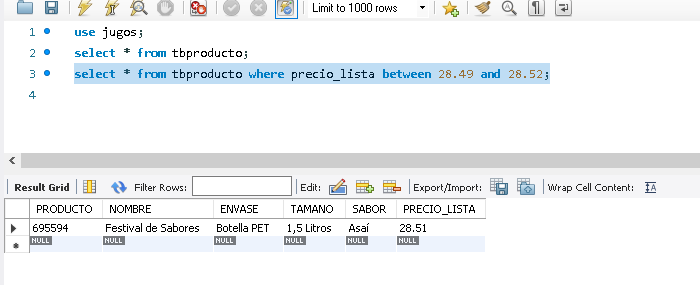 Limit to 1000 rows
1 use jugos;
2 select * from tbproducto;
3 select * from tbproducto where precio_lista between 28.49 and 28.52;
4
Result Grid Filter Rows: Edit: Export/Import: Wrap Cell Content:
PRODUCTO NOMBRE ENVASE TAMANO SABOR PRECIO_LISTA
695594 Festival de Sabores Botella PET 1,5 Litros Asaí 28.51
NULL NULL NULL NULL NULL NULL